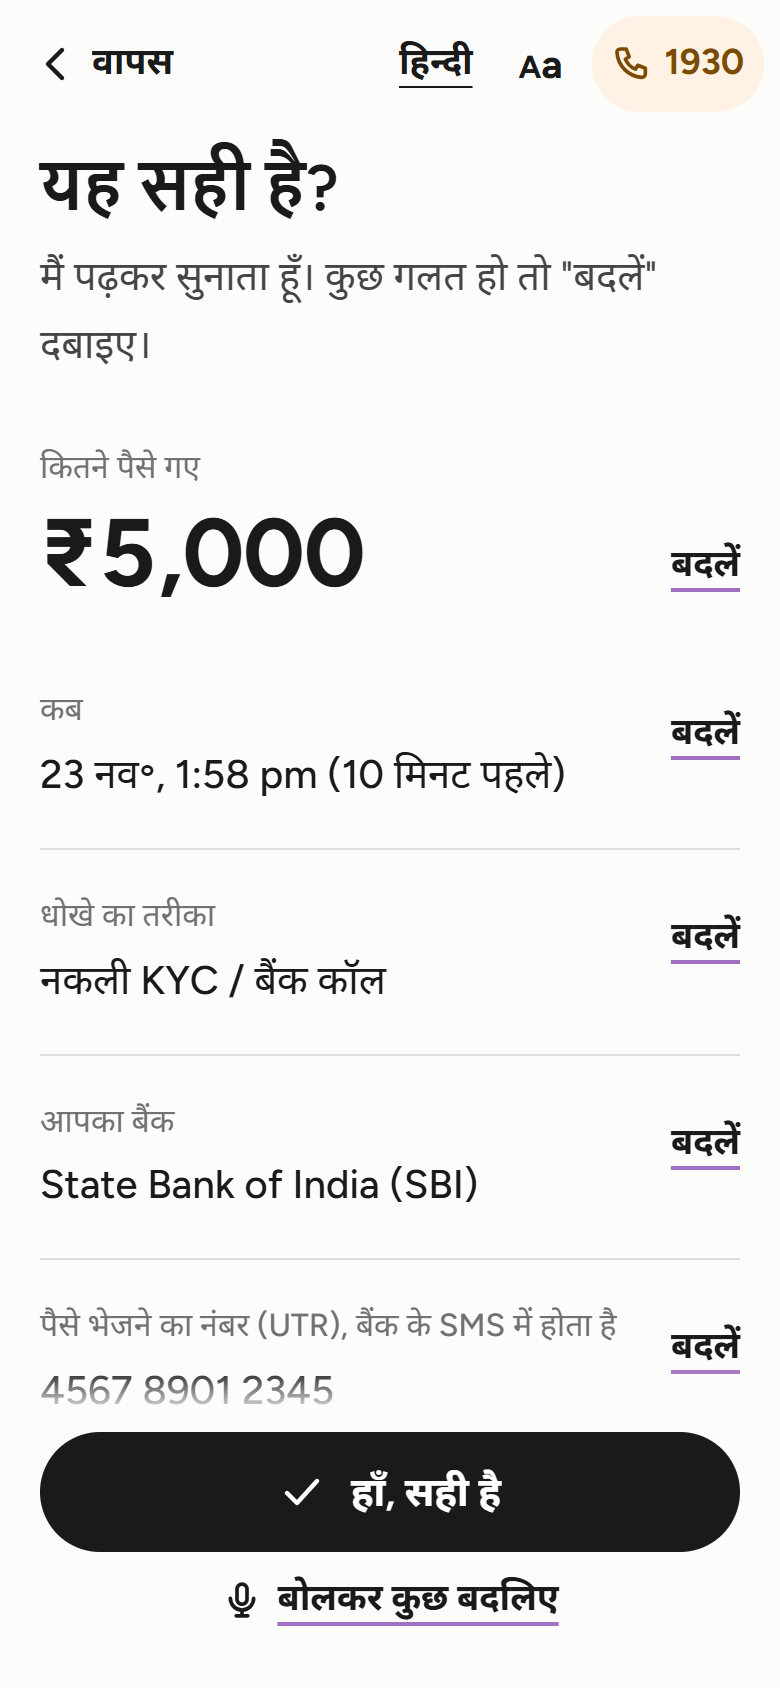 वापस
हिन्दी
Aa
1930
यह सही है?
मैं पढ़कर सुनाता हूँ। कुछ गलत हो तो "बदलें"
दबाइए।
कितने पैसे गए
₹5,000
बदलें
कब
बदलें
23 नव॰, 1:58 pm (10 मिनट पहले)
धोखे का तरीका
बदलें
नकली KYC / बैंक कॉल
आपका बैंक
बदलें
State Bank of India (SBI)
पैसे भेजने का नंबर (UTR), बैंक के SMS में होता है
बदलें
4567 8901 2345
हाँ, सही है
बोलकर कुछ बदलिए